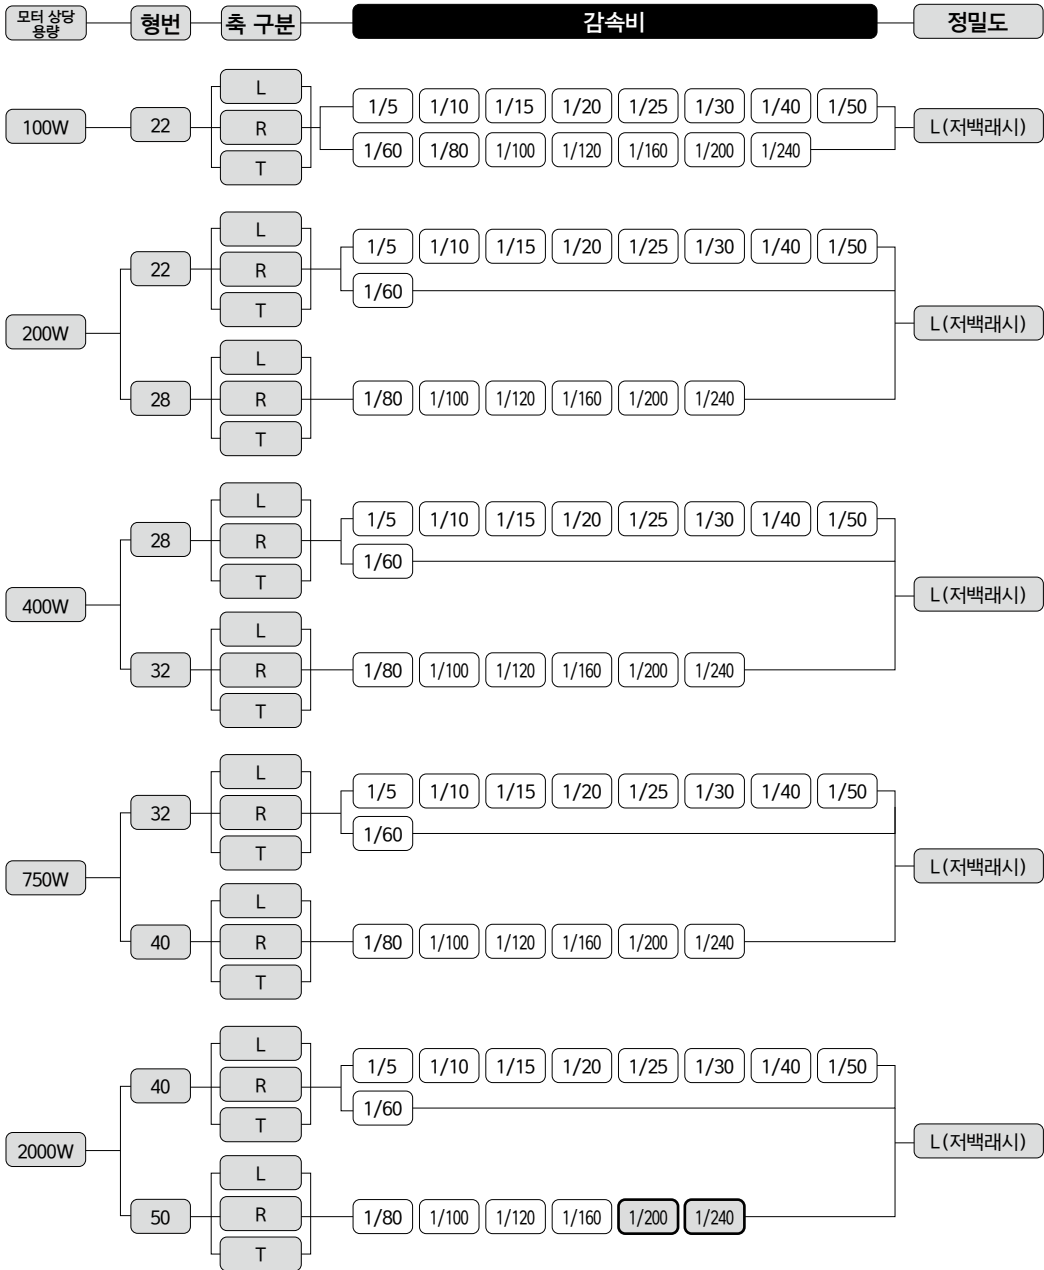 모터 상당
용량
형번
축 구분
감속비
정밀도
L
1/5 1/10 1/15 1/20 1/25 1/30 1/40 1/50
100W 22 R L(저백래시)
1/60 1/80 1/100 1/120 1/160 1/200 1/240
T
L
1/5 1/10 1/15 1/20 1/25 1/30 1/40 1/50
22 R
1/60
T
200W L(저백래시)
L
28 R 1/80 1/100 1/120 1/160 1/200 1/240
T
L
1/5 1/10 1/15 1/20 1/25 1/30 1/40 1/50
28 R
1/60
T
400W L(저백래시)
L
32 R 1/80 1/100 1/120 1/160 1/200 1/240
T
L
1/5 1/10 1/15 1/20 1/25 1/30 1/40 1/50
32 R
1/60
T
750W L(저백래시)
L
40 R 1/80 1/100 1/120 1/160 1/200 1/240
T
L
1/5 1/10 1/15 1/20 1/25 1/30 1/40 1/50
40 R
1/60
T
2000W L(저백래시)
L
50 R 1/80 1/100 1/120 1/160 1/200 1/240
T